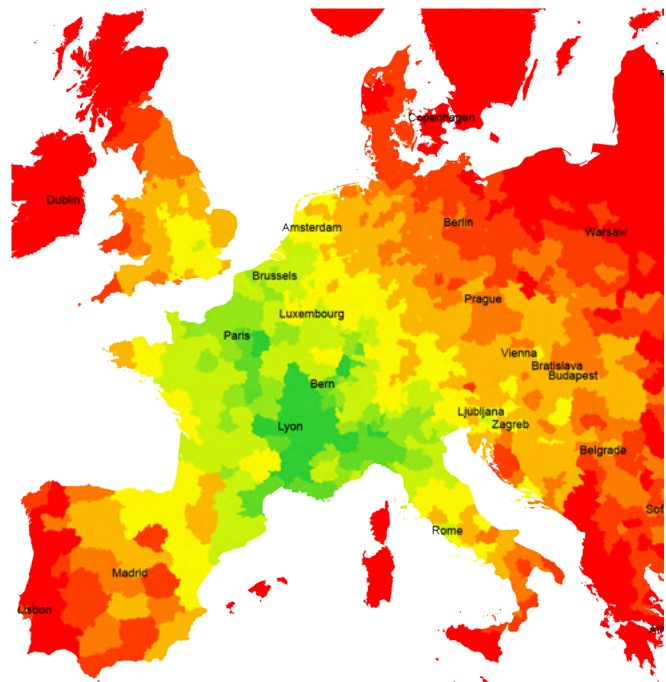 Copenhagen
Dublin
Berlin
Amsterdam
Warsaw
Brussels
Prague
Luxembourg
Paris
Vienna
Bratislava
Budapest
Bern
Ljubljana
Zagreb
Lyon
Belgrade
Sof
Rome
Madrid
Lisbon